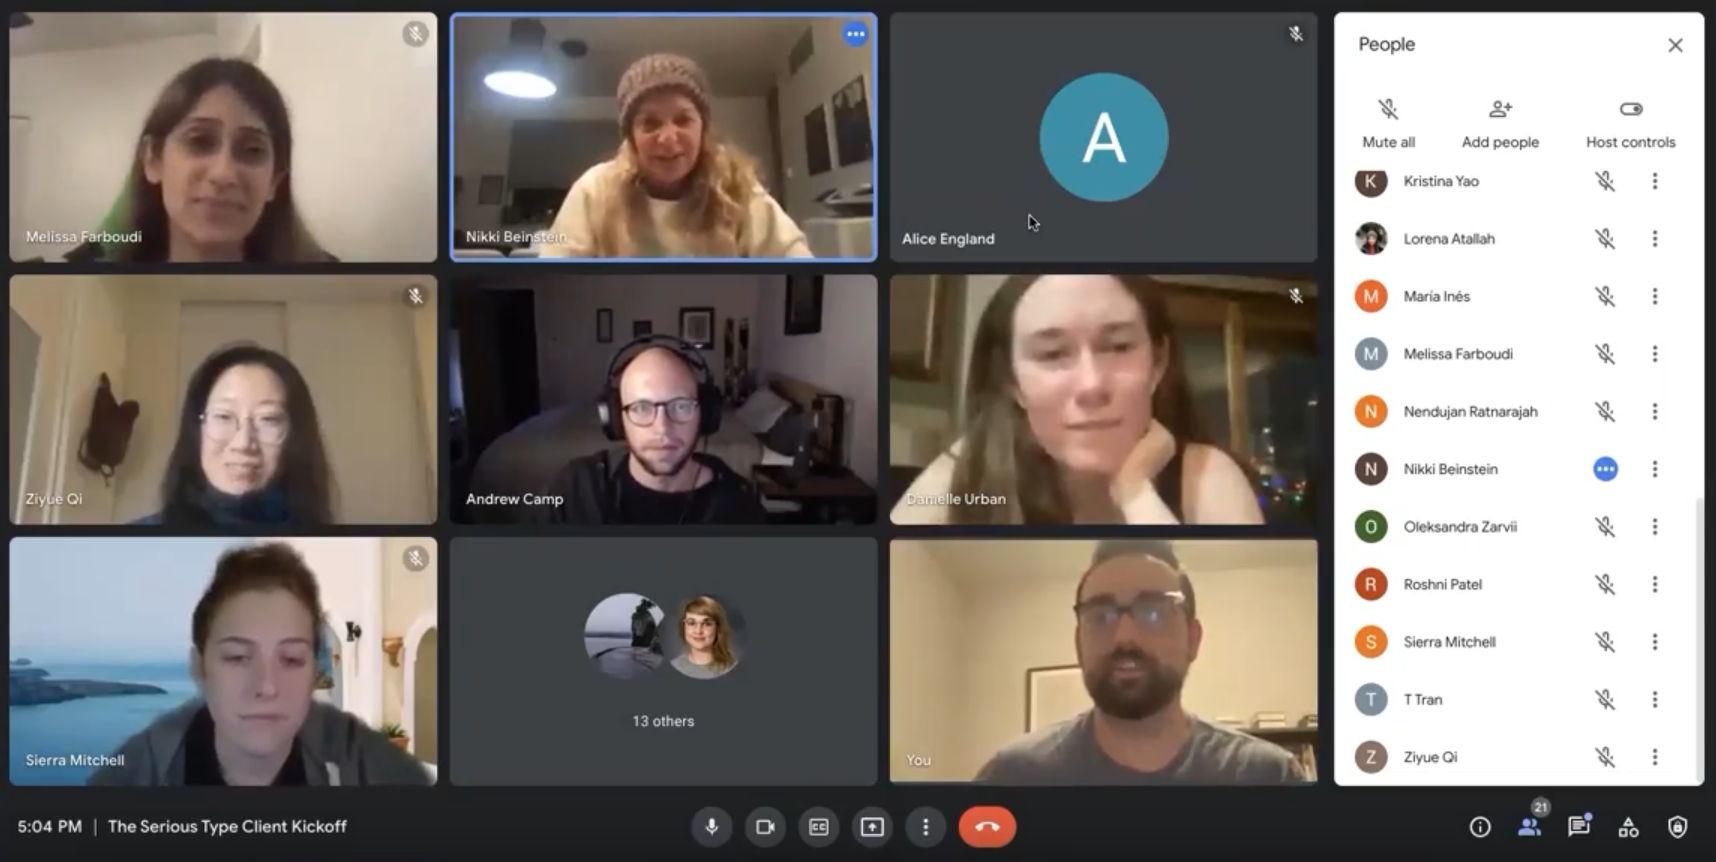 Melissa Farboudi
Nikki Beinstein
A
Alice England
Ziyue Qi
Andrew Camp
Danielle Urban
Sierra Mitchell
13 others
You
People
Mute all
Add people
Host controls
K Kristina Yao
Lorena Atallah
M María Inés
M Melissa Farboudi
N Nendujan Ratnarajah
N Nikki Beinstein
O Oleksandra Zarvii
R Roshni Patel
S Sierra Mitchell
T T Tran
Z Ziyue Qi
5:04 PM | The Serious Type Client Kickoff
CC
21